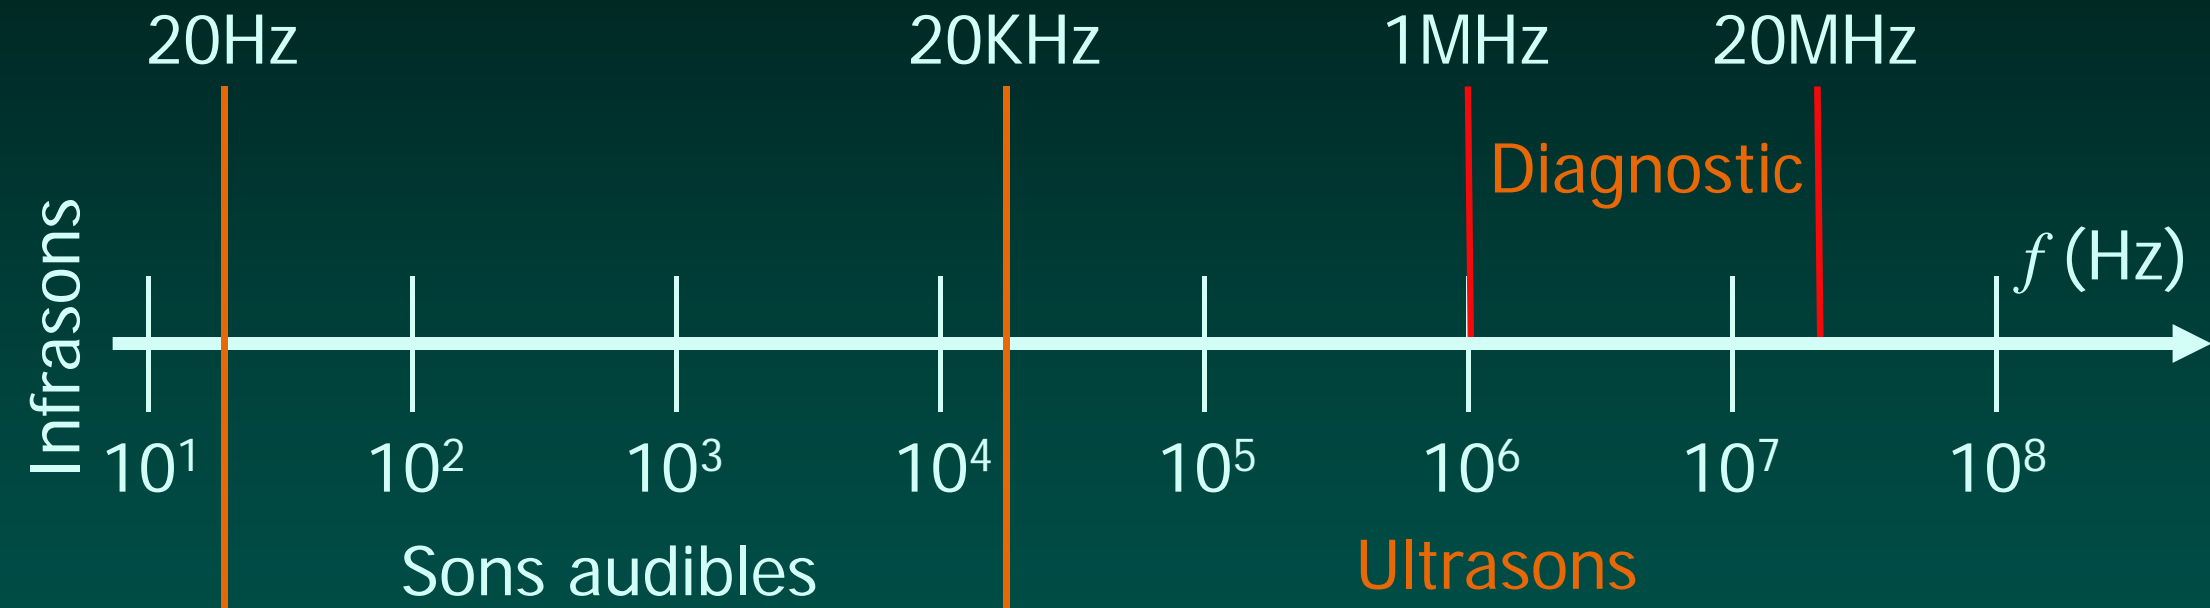 20Hz 20KHz 1MHz 20MHz
Diagnostic
f (Hz)
Infrasons
10¹ 10² 10³ 10⁴ 10⁵ 10⁶ 10⁷ 10⁸
Sons audibles Ultrasons